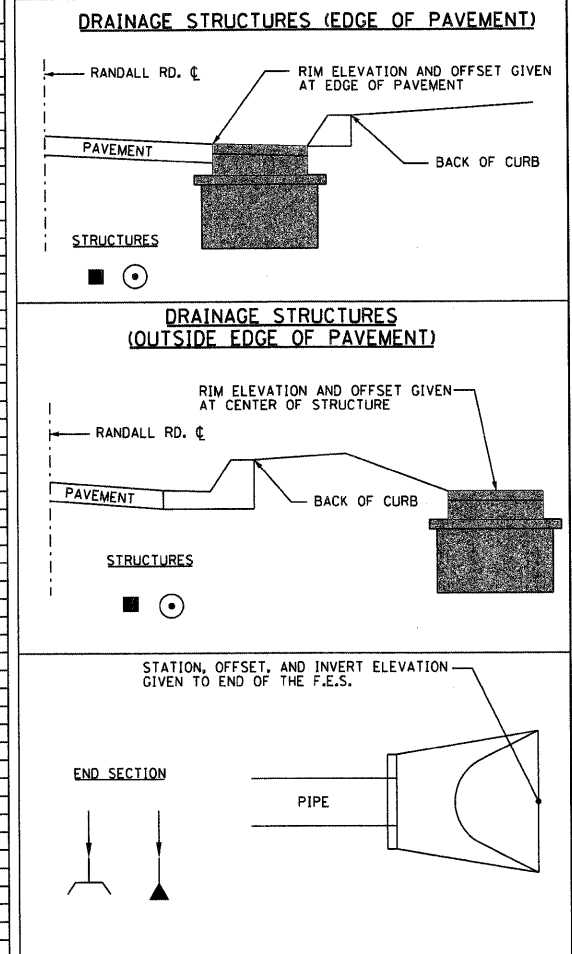 DRAINAGE STRUCTURES (EDGE OF PAVEMENT)
RANDALL RD. ℄
RIM ELEVATION AND OFFSET GIVEN
AT EDGE OF PAVEMENT
PAVEMENT
BACK OF CURB
STRUCTURES
DRAINAGE STRUCTURES
(OUTSIDE EDGE OF PAVEMENT)
RIM ELEVATION AND OFFSET GIVEN
AT CENTER OF STRUCTURE
RANDALL RD. ℄
PAVEMENT
BACK OF CURB
STRUCTURES
STATION, OFFSET, AND INVERT ELEVATION
GIVEN TO END OF THE F.E.S.
END SECTION
PIPE